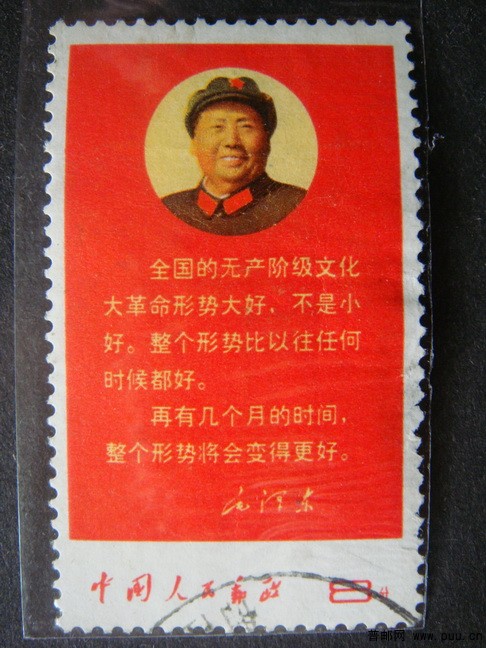 全国的无产阶级文化
大革命形势大好，不是小
好。整个形势比以往任何
时候都好。
再有几个月的时间，
整个形势将会变得更好。
毛泽东
中国人民邮政 8分
普邮网 www.puu.cn